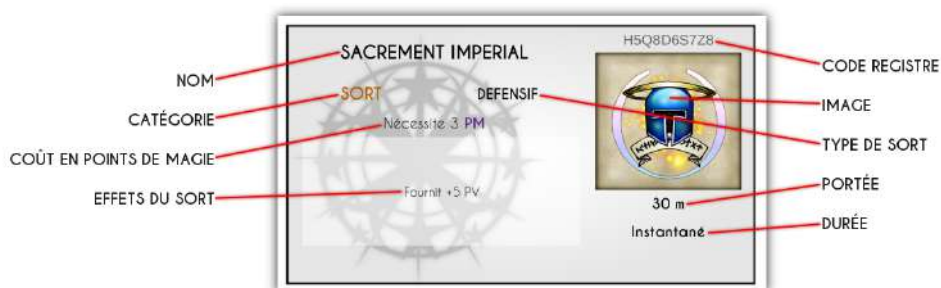 H5Q8D6S7Z8
SACREMENT IMPERIAL
CODE REGISTRE
NOM
SORT
DEFENSIF
IMAGE
CATÉGORIE
Nécessite 3 PM
TYPE DE SORT
COÛT EN POINTS DE MAGIE
PORTÉE
EFFETS DU SORT
Fournit +5 PV
30 m
DURÉE
Instantané